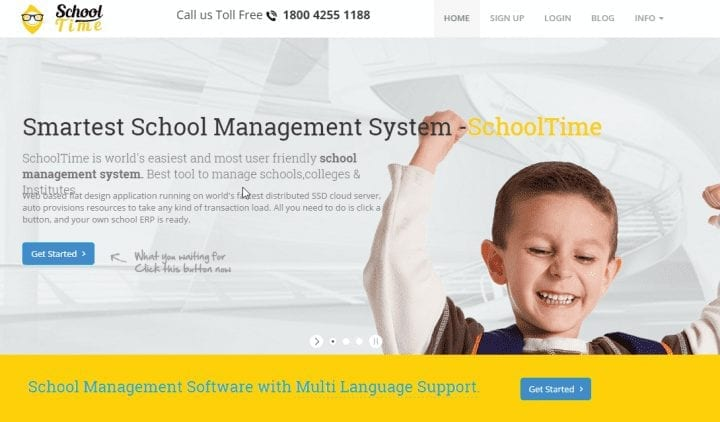 School
Time
Call us Toll Free 1800 4255 1188
HOME SIGN UP LOGIN BLOG INFO
Smartest School Management System -SchoolTime
SchoolTime is world's easiest and most user friendly school
management system. Best tool to manage schools,colleges &
Institutes
Web based flat design application running on world's fastest distributed SSD cloud server,
auto provisions resources to take any kind of transaction load. All you need to do is click a
button, and your own school ERP is ready.
Get Started
What you waiting for
Click this button now
School Management Software with Multi Language Support.
Get Started